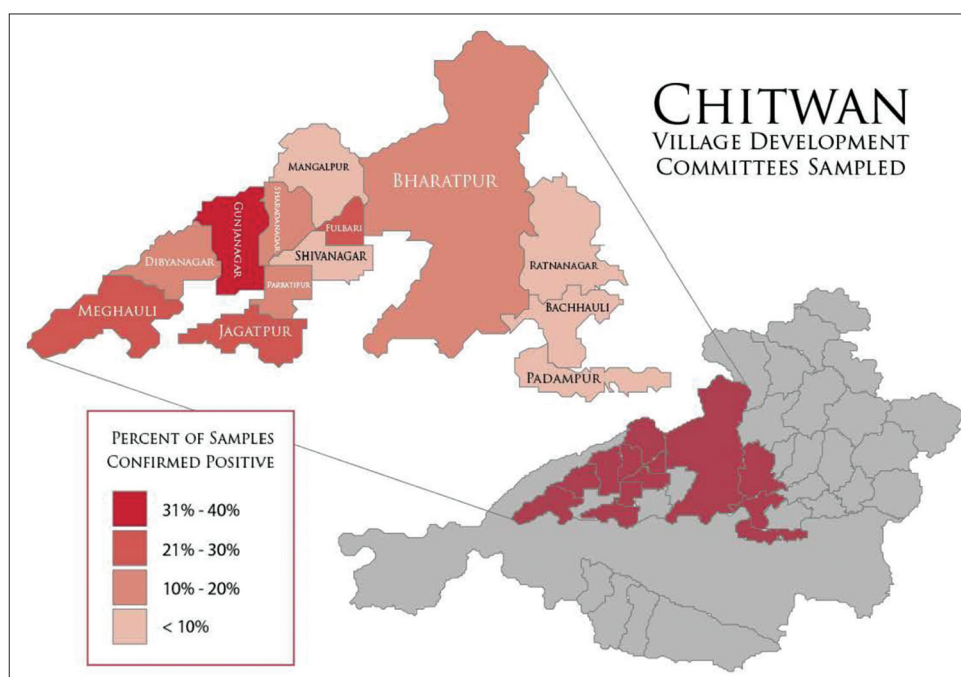 CHITWAN
VILLAGE DEVELOPMENT
COMMITTEES SAMPLED
MANGALPUR
BHARATPUR
SHARADANAGAR
GUNJANAGAR
FULBARI
SHIVANAGAR
DIBYANAGAR
RATNANAGAR
PARBATIPUR
BACHHAULI
MEGHAULI
JAGATPUR
PADAMPUR
PERCENT OF SAMPLES
CONFIRMED POSITIVE
31% - 40%
21% - 30%
10% - 20%
< 10%